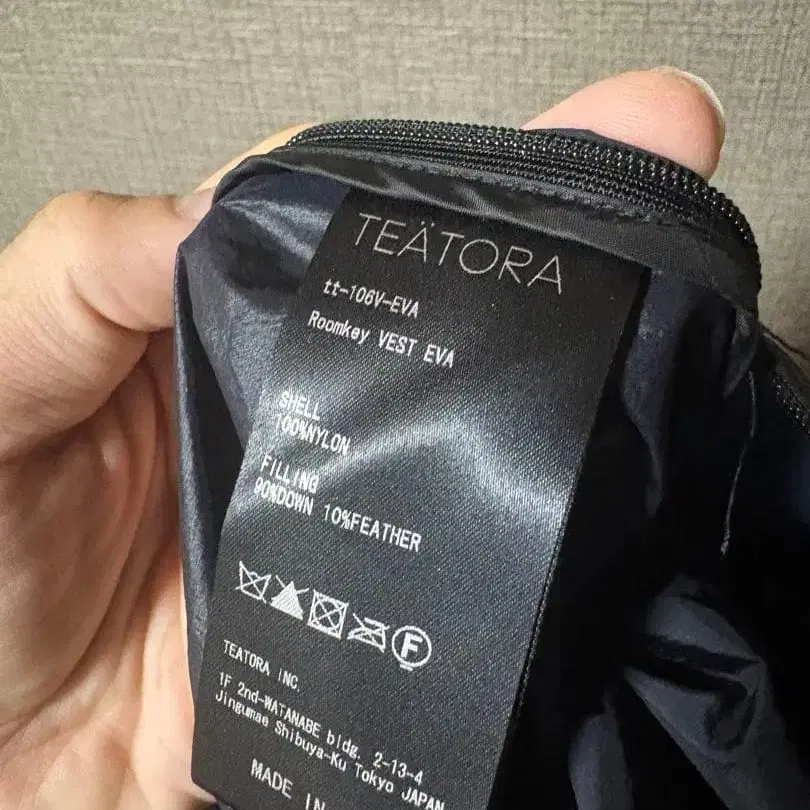 TEÄTORA
tt-106V-EVA
Roomkey VEST EVA
SHELL
100%NYLON
FILLING
90%DOWN 10%FEATHER
F
TEATORA INC.
1F 2nd-WATANABE bldg. 2-13-4
Jingumae Shibuya-Ku Tokyo JAPAN
MADE IN